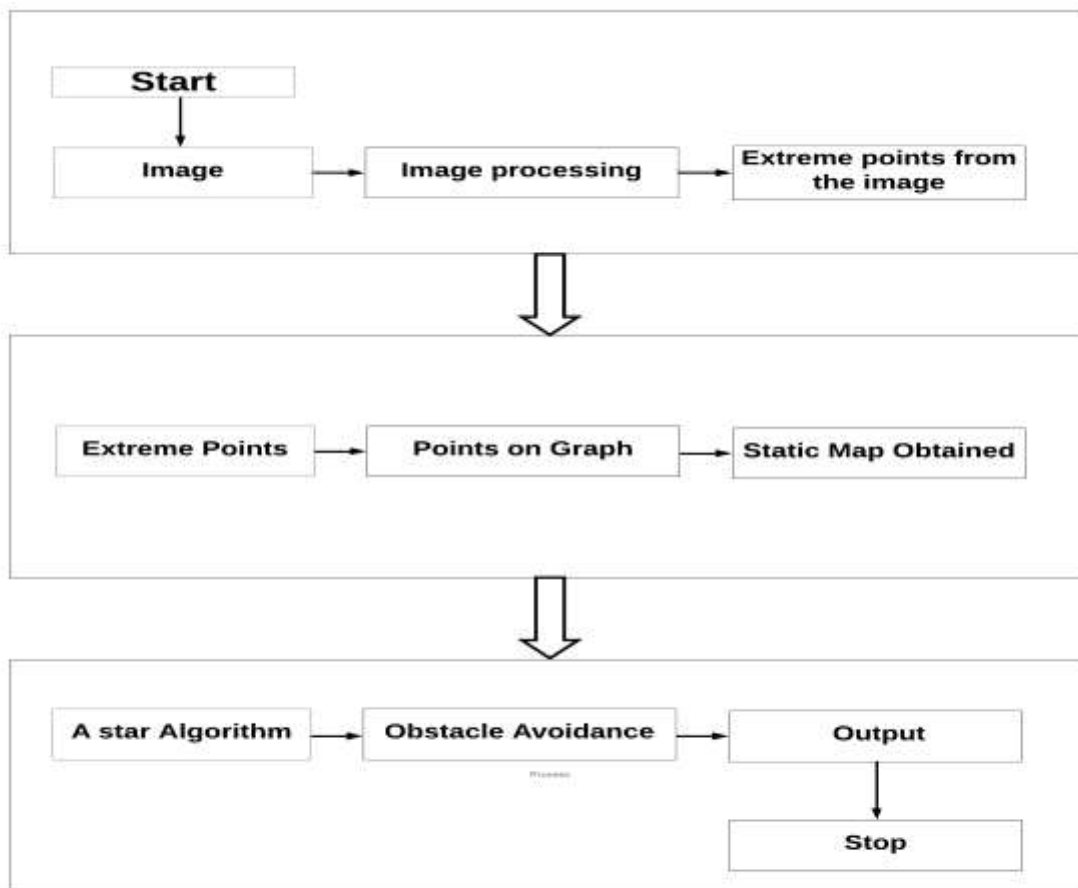 Start
Image
Image processing
Extreme points from
the image
Extreme Points
Points on Graph
Static Map Obtained
A star Algorithm
Obstacle Avoidance
Output
Process
Stop